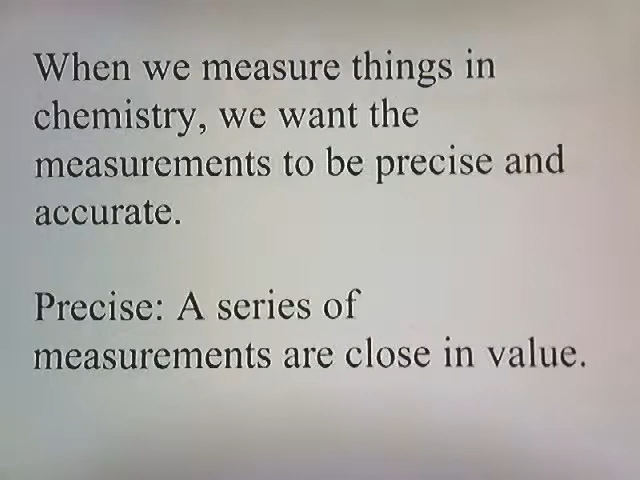 When we measure things in
chemistry, we want the
measurements to be precise and
accurate.
Precise: A series of
measurements are close in value.